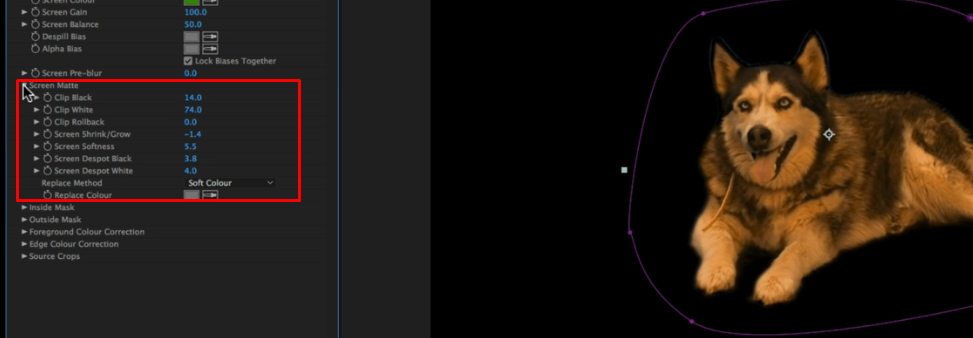 Screen Colour
Screen Gain 100.0
Screen Balance 50.0
Despill Bias
Alpha Bias
Lock Biases Together
Screen Pre-blur 0.0
Screen Matte
Clip Black 14.0
Clip White 74.0
Clip Rollback 0.0
Screen Shrink/Grow -1.4
Screen Softness 5.5
Screen Despot Black 3.8
Screen Despot White 4.0
Replace Method Soft Colour
Replace Colour
Inside Mask
Outside Mask
Foreground Colour Correction
Edge Colour Correction
Source Crops